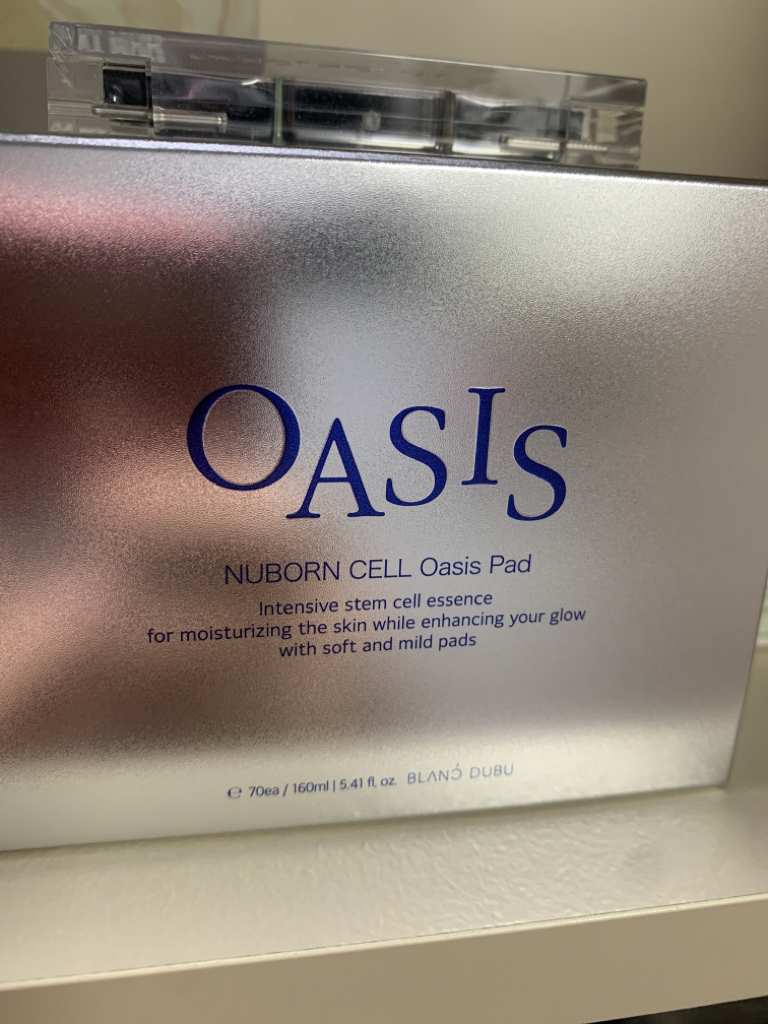 OASIS
NUBORN CELL Oasis Pad
Intensive stem cell essence
for moisturizing the skin while enhancing your glow
with soft and mild pads
℮ 70ea / 160ml | 5.41 fl. oz. BLANĆ DUBU